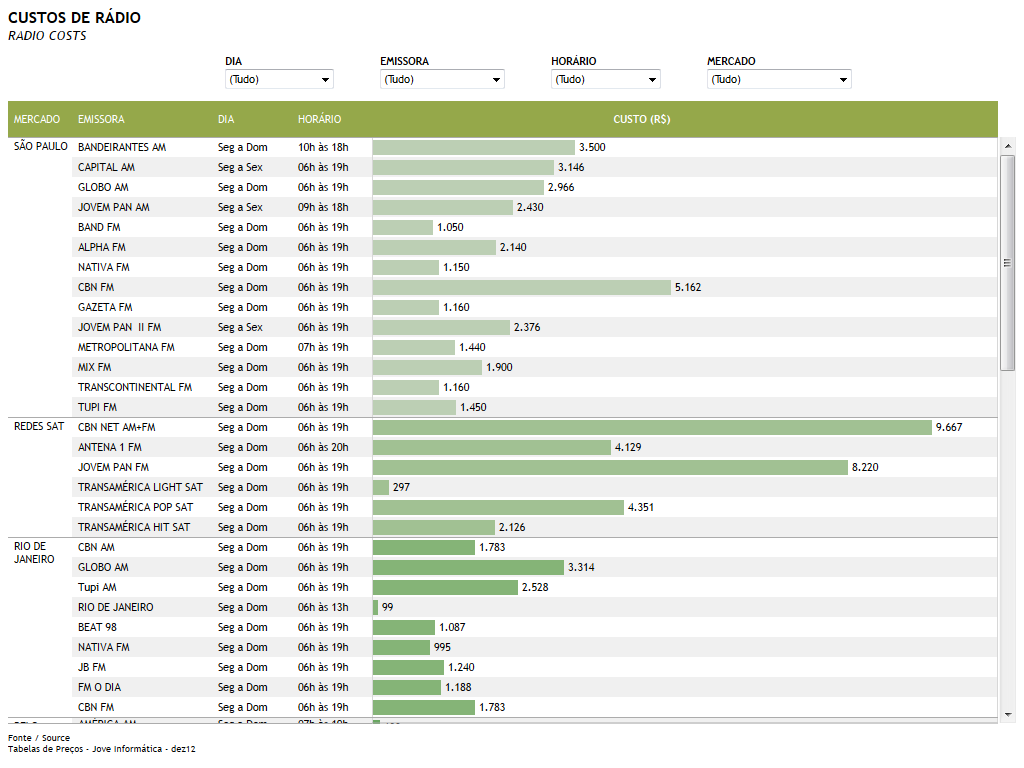 CUSTOS DE RÁDIO
RADIO COSTS
DIA EMISSORA HORÁRIO MERCADO
(Tudo) (Tudo) (Tudo) (Tudo)
MERCADO EMISSORA DIA HORÁRIO CUSTO (R$)
SÃO PAULO BANDEIRANTES AM Seg a Dom 10h às 18h 3.500
CAPITAL AM Seg a Sex 06h às 19h 3.146
GLOBO AM Seg a Dom 06h às 19h 2.966
JOVEM PAN AM Seg a Sex 09h às 18h 2.430
BAND FM Seg a Dom 06h às 19h 1.050
ALPHA FM Seg a Dom 06h às 19h 2.140
NATIVA FM Seg a Dom 06h às 19h 1.150
CBN FM Seg a Dom 06h às 19h 5.162
GAZETA FM Seg a Dom 06h às 19h 1.160
JOVEM PAN II FM Seg a Sex 06h às 19h 2.376
METROPOLITANA FM Seg a Dom 07h às 19h 1.440
MIX FM Seg a Dom 06h às 19h 1.900
TRANSCONTINENTAL FM Seg a Dom 06h às 19h 1.160
TUPI FM Seg a Dom 06h às 19h 1.450
REDES SAT CBN NET AM+FM Seg a Dom 06h às 19h 9.667
ANTENA 1 FM Seg a Dom 06h às 20h 4.129
JOVEM PAN FM Seg a Dom 06h às 19h 8.220
TRANSAMÉRICA LIGHT SAT Seg a Dom 06h às 19h 297
TRANSAMÉRICA POP SAT Seg a Dom 06h às 19h 4.351
TRANSAMÉRICA HIT SAT Seg a Dom 06h às 19h 2.126
RIO DE JANEIRO CBN AM Seg a Dom 06h às 19h 1.783
GLOBO AM Seg a Dom 06h às 19h 3.314
Tupi AM Seg a Dom 06h às 19h 2.528
RIO DE JANEIRO Seg a Dom 06h às 13h 99
BEAT 98 Seg a Dom 06h às 19h 1.087
NATIVA FM Seg a Dom 06h às 19h 995
JB FM Seg a Dom 06h às 19h 1.240
FM O DIA Seg a Dom 06h às 19h 1.188
CBN FM Seg a Dom 06h às 19h 1.783
AMÉRICA AM Seg a Dom 07h às 19h
Fonte / Source
Tabelas de Preços - Jove Informática - dez12